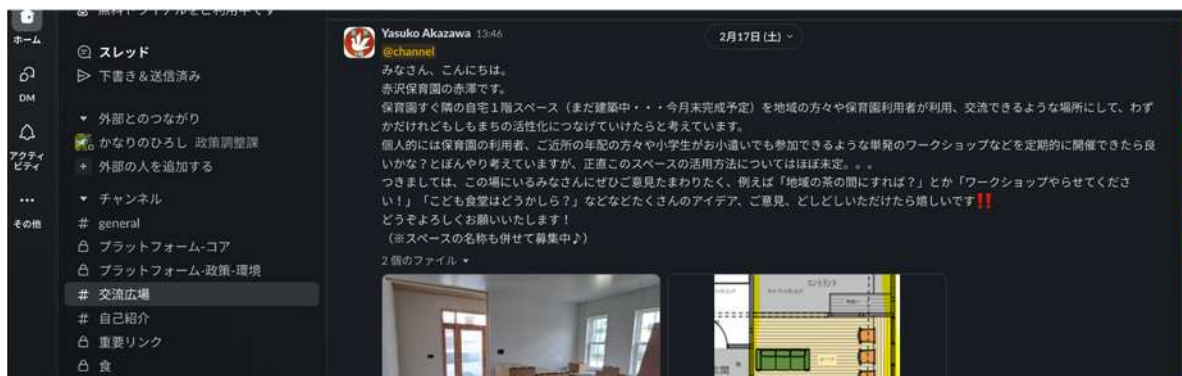 無料トライアルをご利用中です
ホーム
DM
アクティ
ビティ
その他
スレッド
下書き＆送信済み
外部とのつながり
かなりのひろし 政策調整課
外部の人を追加する
チャンネル
# general
プラットフォーム-コア
プラットフォーム-政策-環境
# 交流広場
# 自己紹介
重要リンク
食
Yasuko Akazawa 13:46
2月17日 (土)
@channel
みなさん、こんにちは。
赤沢保育園の赤澤です。
保育園すぐ隣の自宅１階スペース（まだ建築中・・・今月末完成予定）を地域の方々や保育園利用者が利用、交流できるような場所にして、わず
かだけれどもしもまちの活性化につなげていけたらと考えています。
個人的には保育園の利用者、ご近所の年配の方々や小学生がお小遣いでも参加できるような単発のワークショップなどを定期的に開催できたら良
いかな？とぼんやり考えていますが、正直このスペースの活用方法についてはほぼ未定。。。
つきましては、この場にいるみなさんにぜひご意見たまわりたく、例えば「地域の茶の間にすれば？」とか「ワークショップやらせてくださ
い！」「こども食堂はどうかしら？」などなどたくさんのアイデア、ご意見、どしどしいただけたら嬉しいです‼️
どうぞよろしくお願いいたします！
（※スペースの名称も併せて募集中♪）
2 個のファイル
エントランス